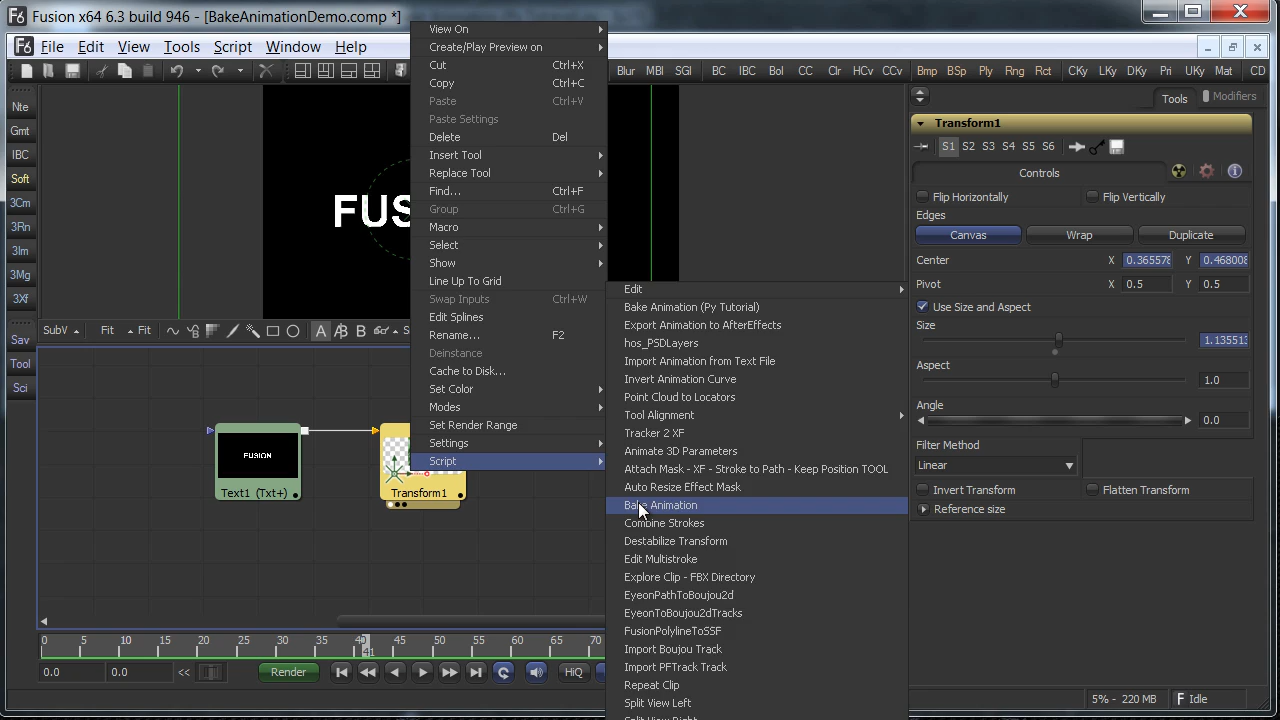 Fusion x64 6.3 build 946 - [BakeAnimationDemo.comp *]
File Edit View Tools Script Window Help
Blur MBl SGl BC IBC Bol CC Clr HCv CCv Bmp BSp Ply Rng Rct CKy LKy DKy Pri UKy Mat CD
Nte
Gmt
IBC
Soft
3Cm
3Rn
3Im
3Mg
3Xf
Sav
Tool
Sci
FUS
SubV Fit Fit A S
View On
Create/Play Preview on
Cut Ctrl+X
Copy Ctrl+C
Paste Ctrl+V
Paste Settings
Delete Del
Insert Tool
Replace Tool
Find... Ctrl+F
Group Ctrl+G
Macro
Select
Show
Line Up To Grid
Swap Inputs Ctrl+W
Edit Splines
Rename... F2
Deinstance
Cache to Disk...
Set Color
Modes
Set Render Range
Settings
Script
Edit
Bake Animation (Py Tutorial)
Export Animation to AfterEffects
hos_PSDLayers
Import Animation from Text File
Invert Animation Curve
Point Cloud to Locators
Tool Alignment
Tracker 2 XF
Animate 3D Parameters
Attach Mask - XF - Stroke to Path - Keep Position TOOL
Auto Resize Effect Mask
Bake Animation
Combine Strokes
Destabilize Transform
Edit Multistroke
Explore Clip - FBX Directory
EyeonPathToBoujou2d
EyeonToBoujou2dTracks
FusionPolylineToSSF
Import Boujou Track
Import PFTrack Track
Repeat Clip
Split View Left
Split View Right
Tools Modifiers
Transform1
S1 S2 S3 S4 S5 S6
Controls
Flip Horizontally Flip Vertically
Edges
Canvas Wrap Duplicate
Center X 0.365578 Y 0.468008
Pivot X 0.5 Y 0.5
Use Size and Aspect
Size 1.135513
Aspect 1.0
Angle 0.0
Filter Method
Linear
Invert Transform Flatten Transform
Reference size
FUSION
Text1 (Txt+)
Transform1
0 5 10 15 20 25 30 35 40 45 50 55 60 65 70
41
0.0 0.0 << Render HiQ
5% - 220 MB Idle